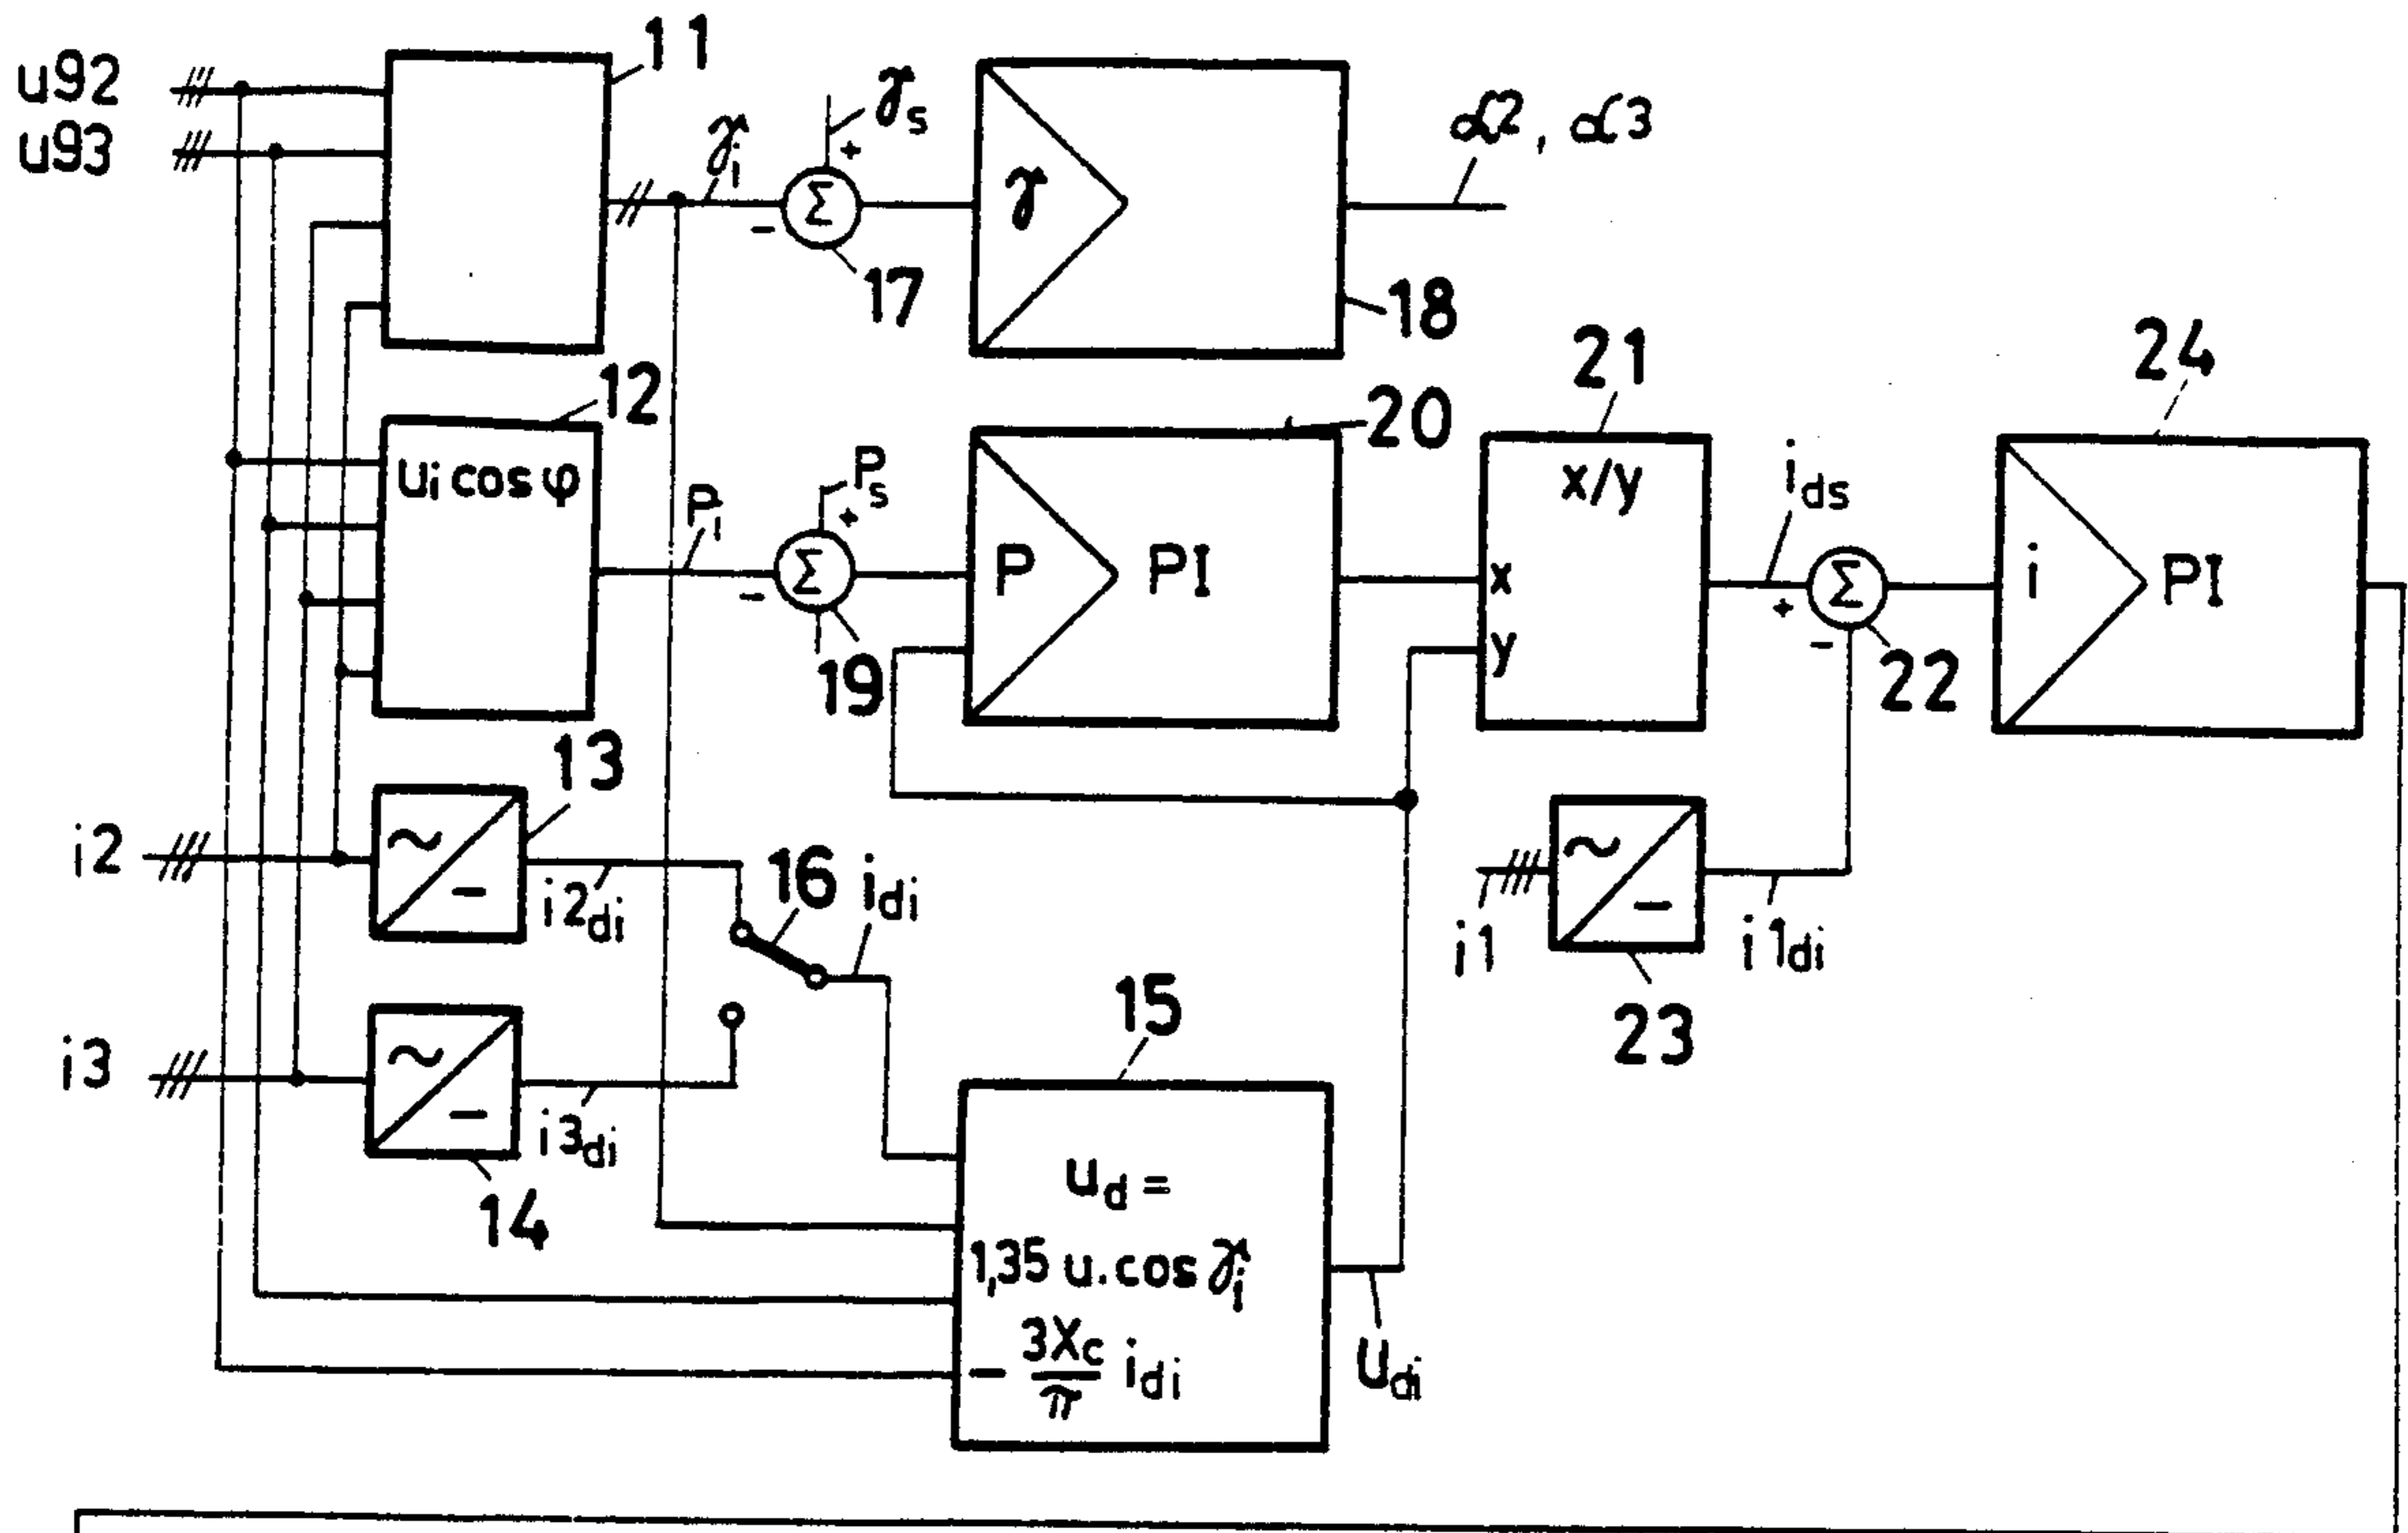 u92
u93
11
γi
γs
+
Σ
-
17
γ
18
α2, α3
12
ui cos φ
Pi
Ps
+
Σ
-
19
P
PI
20
21
x/y
x
y
ids
+
Σ
-
22
24
i
PI
i2
13
~
-
i2di
16
idi
i3
~
-
i3di
14
i1
~
-
i1di
23
15
ud =
1,35 u. cos γi
- 3Xc/π idi
udi